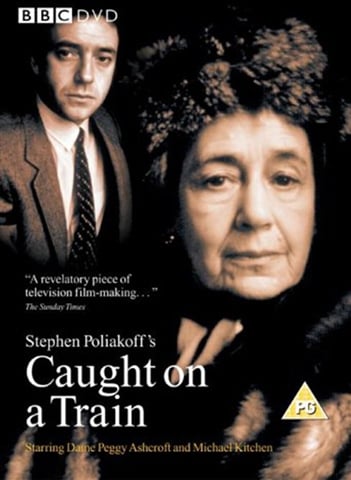 BBC DVD
“A revelatory piece of
television film-making. . .”
The Sunday Times
Stephen Poliakoff’s
Caught on
a Train
PG
Starring Dame Peggy Ashcroft and Michael Kitchen